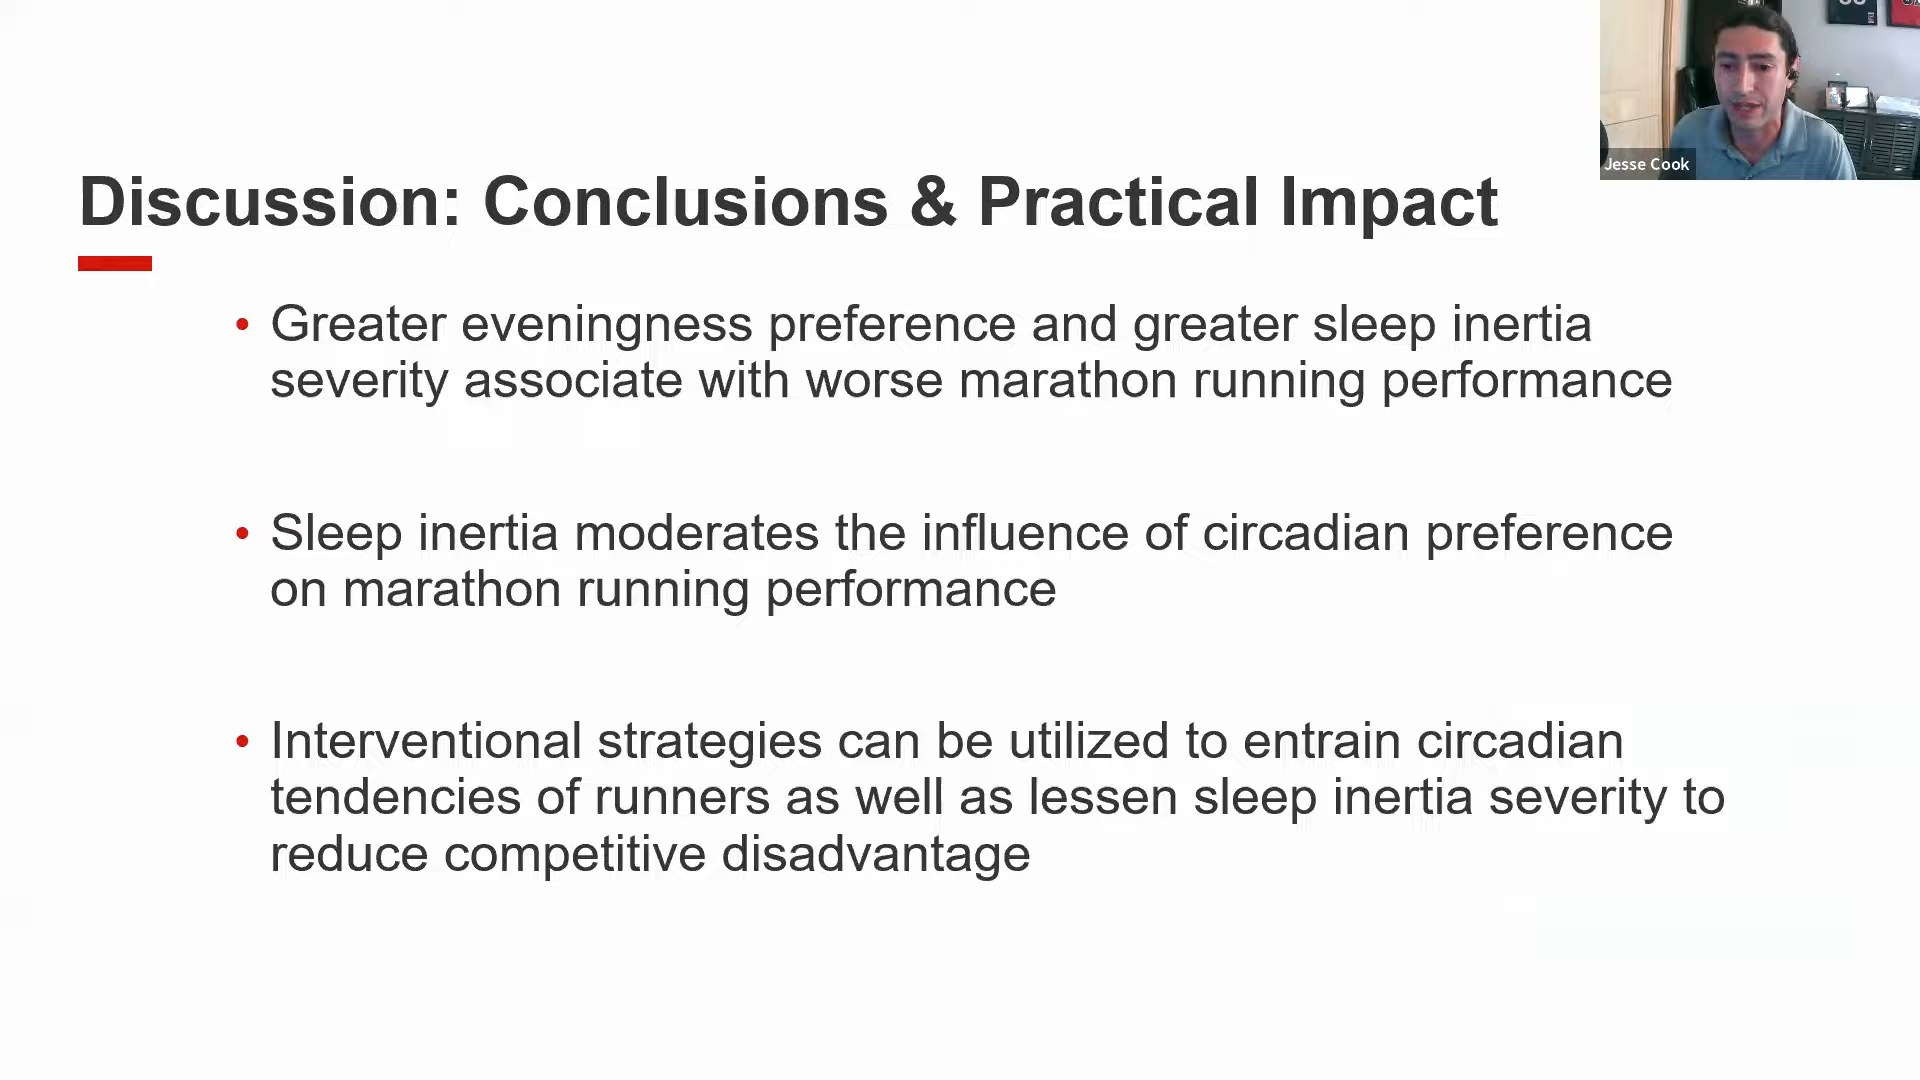 Jesse Cook
Discussion: Conclusions & Practical Impact
• Greater eveningness preference and greater sleep inertia
severity associate with worse marathon running performance
• Sleep inertia moderates the influence of circadian preference
on marathon running performance
• Interventional strategies can be utilized to entrain circadian
tendencies of runners as well as lessen sleep inertia severity to
reduce competitive disadvantage